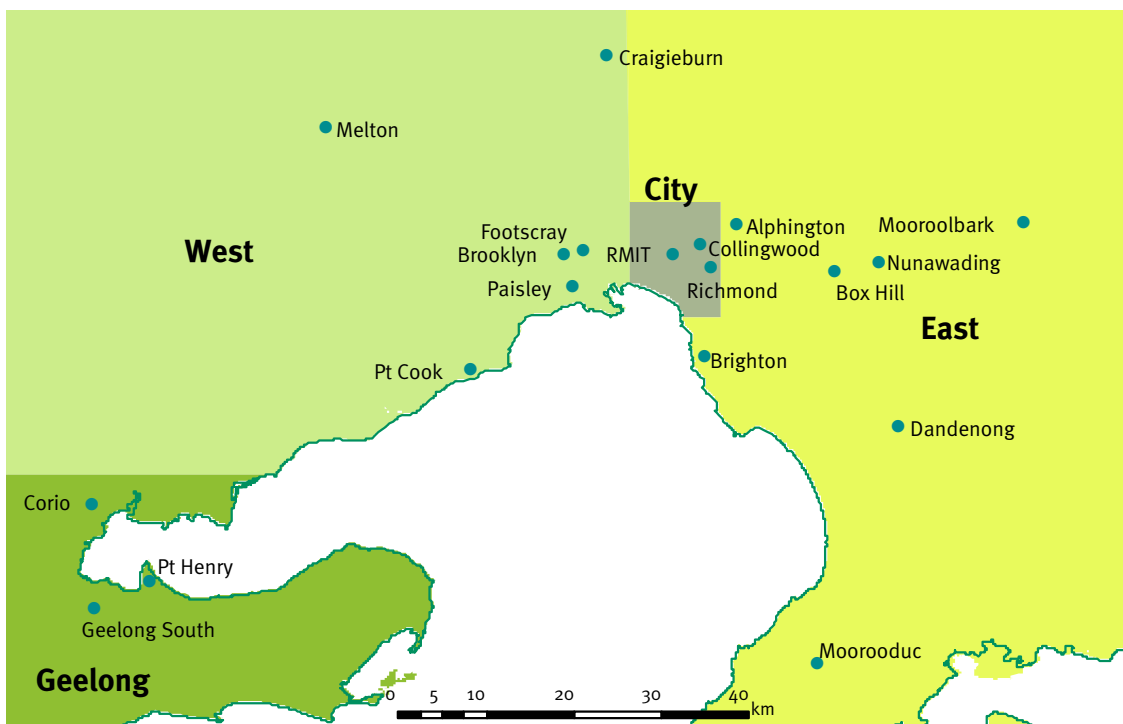 Craigieburn
Melton
City
Alphington
Mooroolbark
West
Footscray
Collingwood
Brooklyn
RMIT
Nunawading
Paisley
Richmond
Box Hill
East
Brighton
Pt Cook
Dandenong
Corio
Pt Henry
Geelong South
Moorooduc
Geelong
0 5 10 20 30 40
km